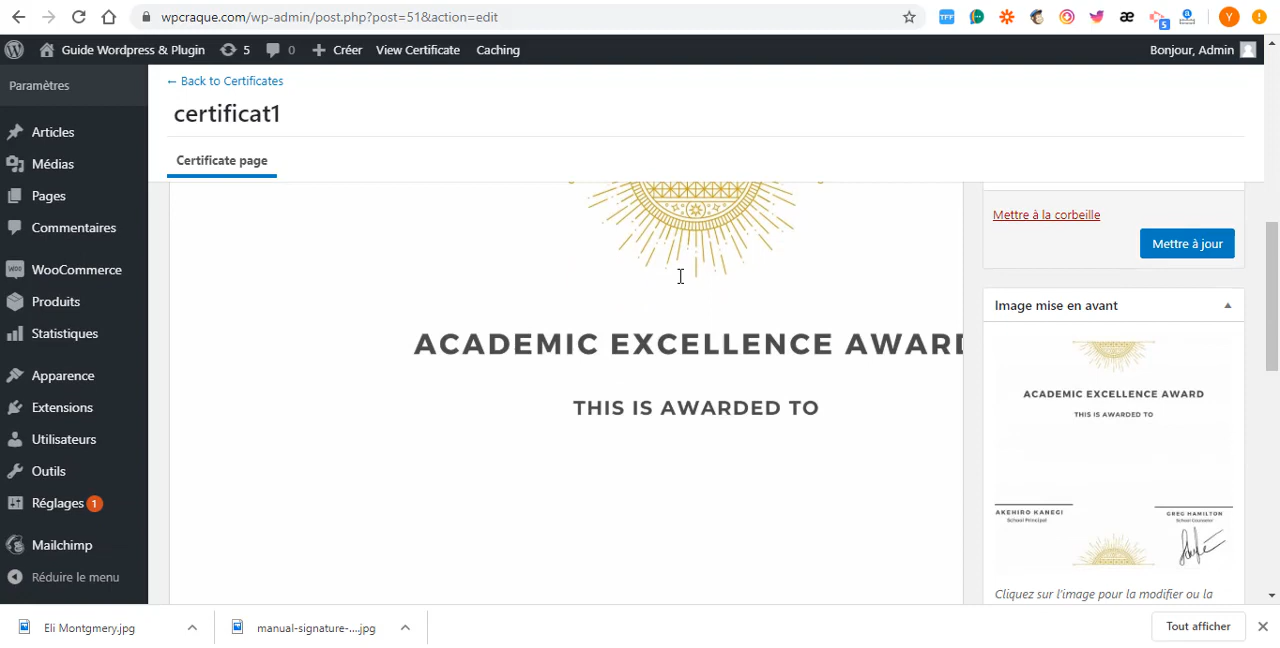 wpcraque.com/wp-admin/post.php?post=51&action=edit
TFF
æ
5
a
Y
Guide Wordpress & Plugin
5
0
Créer
View Certificate
Caching
Bonjour, Admin
Paramètres
← Back to Certificates
certificat1
Articles
Médias
Pages
Commentaires
WOO
WooCommerce
Produits
Statistiques
Apparence
Extensions
Utilisateurs
Outils
Réglages 1
Mailchimp
Réduire le menu
Certificate page
ACADEMIC EXCELLENCE AWARD
THIS IS AWARDED TO
Mettre à la corbeille
Mettre à jour
Image mise en avant
ACADEMIC EXCELLENCE AWARD
THIS IS AWARDED TO
AKEHIRO KANEGI
School Principal
GREG HAMILTON
School Counselor
Cliquez sur l'image pour la modifier ou la
Eli Montgmery.jpg
manual-signature-....jpg
Tout afficher